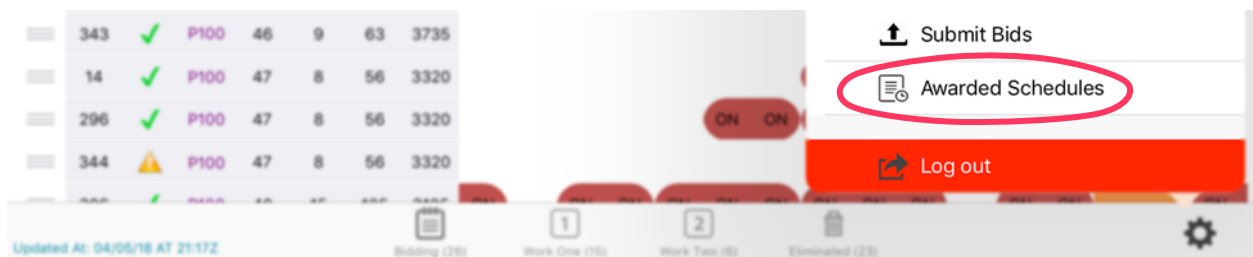 343 P100 46 9 63 3735
Submit Bids
14 P100 47 8 56 3320
Awarded Schedules
296 P100 47 8 56 3320 ON ON
344 P100 47 8 56 3320
Log out
Bidding (26) Work One (15) Work Two (6) Eliminated (23)
1 2
Updated At: 04/05/18 AT 21:17Z